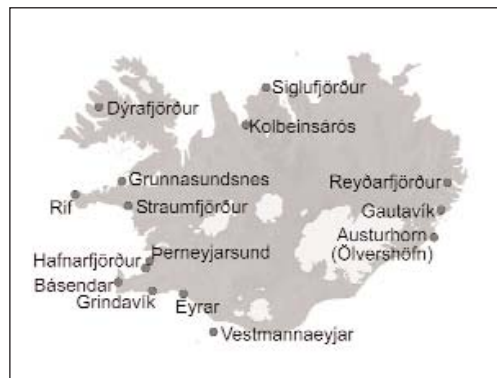 Siglufjörður
Dýrafjörður
Kolbeinsárós
Grunnasundsnes
Reyðarfjörður
Rif
Straumfjörður
Gautavík
Austurhorn
(Ölvershöfn)
Þerneyjarsund
Hafnarfjörður
Básendar
Grindavík
Eyrar
Vestmannaeyjar